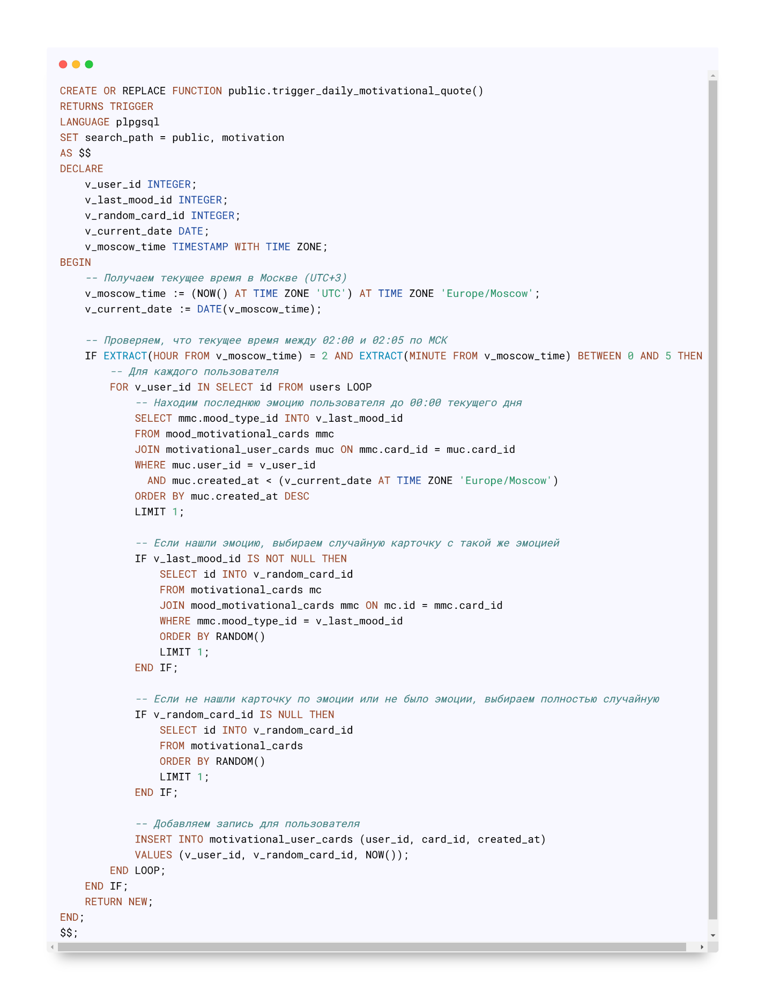 CREATE OR REPLACE FUNCTION public.trigger_daily_motivational_quote()
RETURNS TRIGGER
LANGUAGE plpgsql
SET search_path = public, motivation
AS $$
DECLARE
    v_user_id INTEGER;
    v_last_mood_id INTEGER;
    v_random_card_id INTEGER;
    v_current_date DATE;
    v_moscow_time TIMESTAMP WITH TIME ZONE;
BEGIN
    -- Получаем текущее время в Москве (UTC+3)
    v_moscow_time := (NOW() AT TIME ZONE 'UTC') AT TIME ZONE 'Europe/Moscow';
    v_current_date := DATE(v_moscow_time);

    -- Проверяем, что текущее время между 02:00 и 02:05 по МСК
    IF EXTRACT(HOUR FROM v_moscow_time) = 2 AND EXTRACT(MINUTE FROM v_moscow_time) BETWEEN 0 AND 5 THEN
        -- Для каждого пользователя
        FOR v_user_id IN SELECT id FROM users LOOP
            -- Находим последнюю эмоцию пользователя до 00:00 текущего дня
            SELECT mmc.mood_type_id INTO v_last_mood_id
            FROM mood_motivational_cards mmc
            JOIN motivational_user_cards muc ON mmc.card_id = muc.card_id
            WHERE muc.user_id = v_user_id
              AND muc.created_at < (v_current_date AT TIME ZONE 'Europe/Moscow')
            ORDER BY muc.created_at DESC
            LIMIT 1;

            -- Если нашли эмоцию, выбираем случайную карточку с такой же эмоцией
            IF v_last_mood_id IS NOT NULL THEN
                SELECT id INTO v_random_card_id
                FROM motivational_cards mc
                JOIN mood_motivational_cards mmc ON mc.id = mmc.card_id
                WHERE mmc.mood_type_id = v_last_mood_id
                ORDER BY RANDOM()
                LIMIT 1;
            END IF;

            -- Если не нашли карточку по эмоции или не было эмоции, выбираем полностью случайную
            IF v_random_card_id IS NULL THEN
                SELECT id INTO v_random_card_id
                FROM motivational_cards
                ORDER BY RANDOM()
                LIMIT 1;
            END IF;

            -- Добавляем запись для пользователя
            INSERT INTO motivational_user_cards (user_id, card_id, created_at)
            VALUES (v_user_id, v_random_card_id, NOW());
        END LOOP;
    END IF;
    RETURN NEW;
END;
$$;